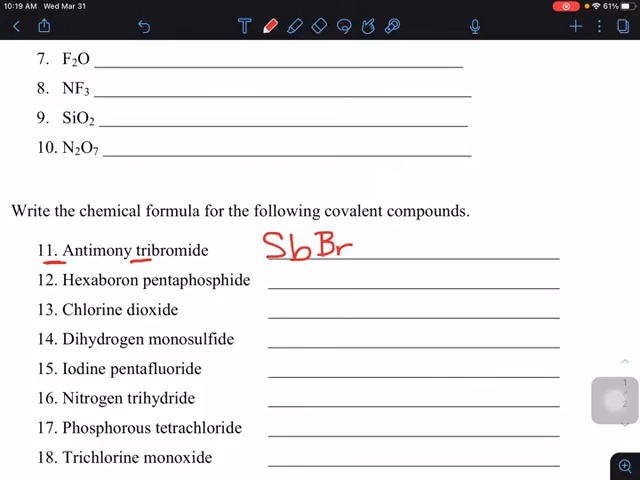 10:19 AM Wed Mar 31
61%
7. F₂O
8. NF₃
9. SiO₂
10. N₂O₇
Write the chemical formula for the following covalent compounds.
11. Antimony tribromide SbBr
12. Hexaboron pentaphosphide
13. Chlorine dioxide
14. Dihydrogen monosulfide
15. Iodine pentafluoride
16. Nitrogen trihydride
17. Phosphorous tetrachloride
18. Trichlorine monoxide
1
2